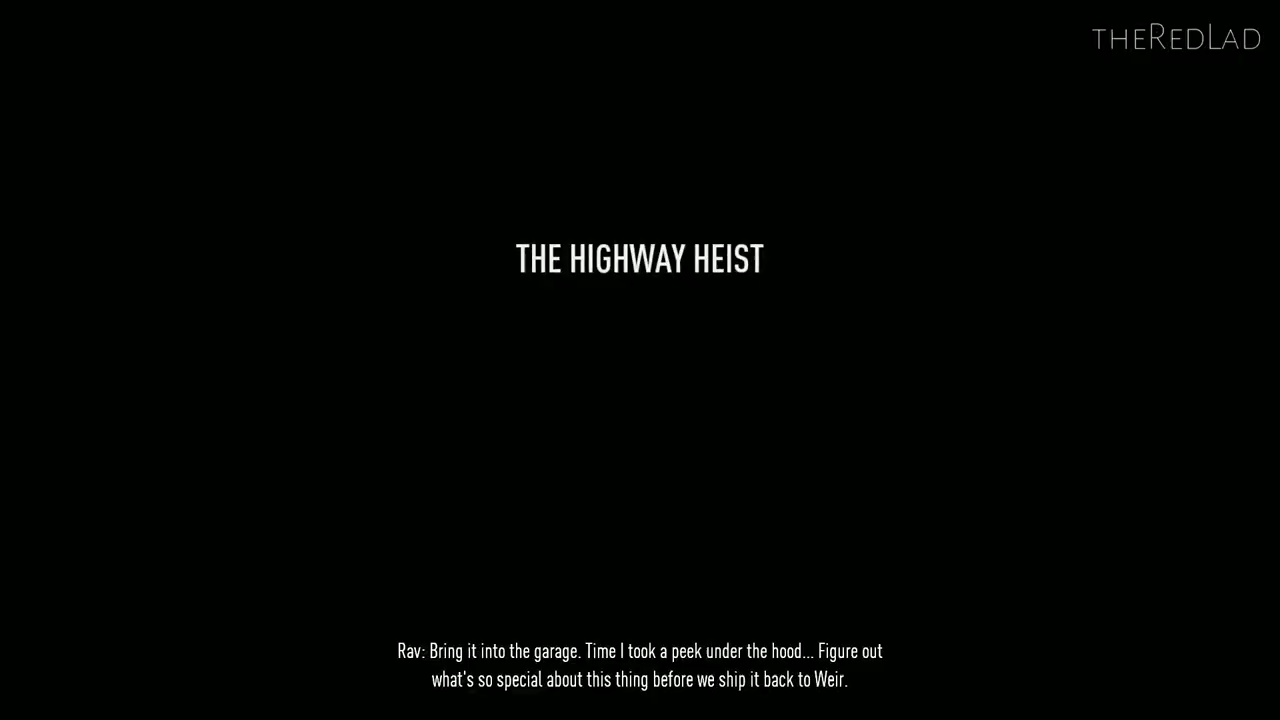 THEREDLAD
THE HIGHWAY HEIST
Rav: Bring it into the garage. Time I took a peek under the hood... Figure out
what's so special about this thing before we ship it back to Weir.